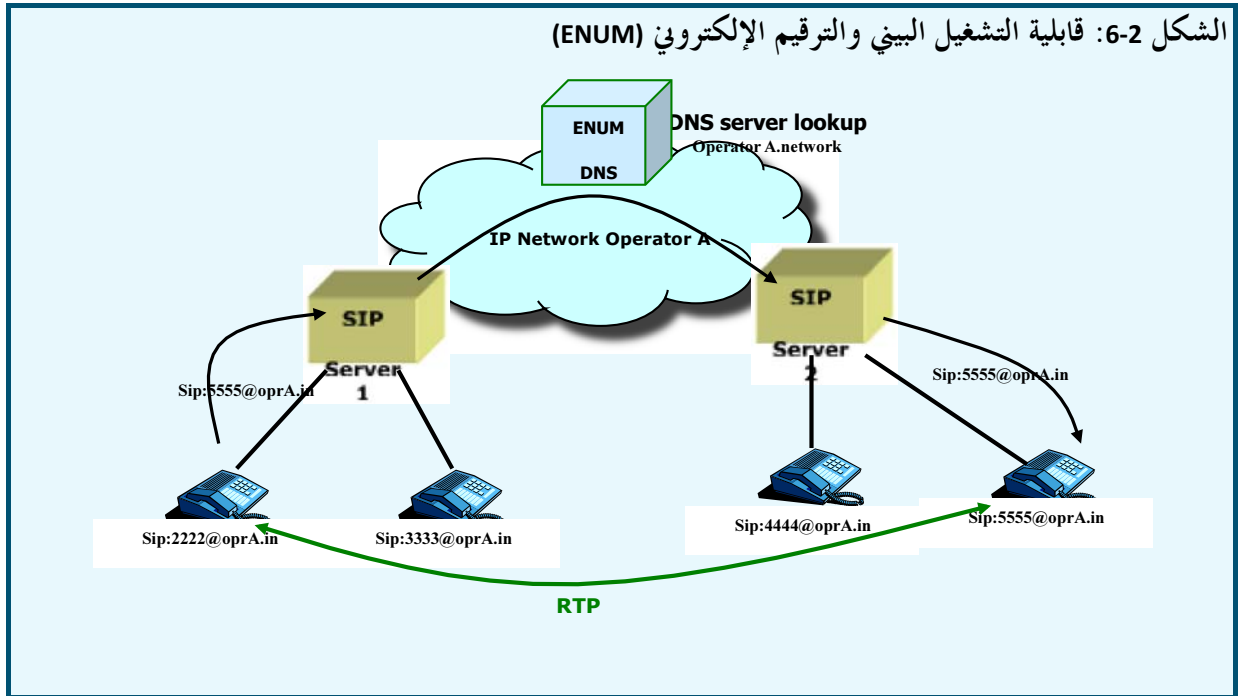 الشكل 2-6: قابلية التشغيل البيني والترقيم الإلكتروني (ENUM)
ENUM
DNS
DNS server lookup
Operator A.network
IP Network Operator A
SIP
Server
1
SIP
Server
2
Sip:5555@oprA.in
Sip:5555@oprA.in
Sip:2222@oprA.in
Sip:3333@oprA.in
Sip:4444@oprA.in
Sip:5555@oprA.in
RTP